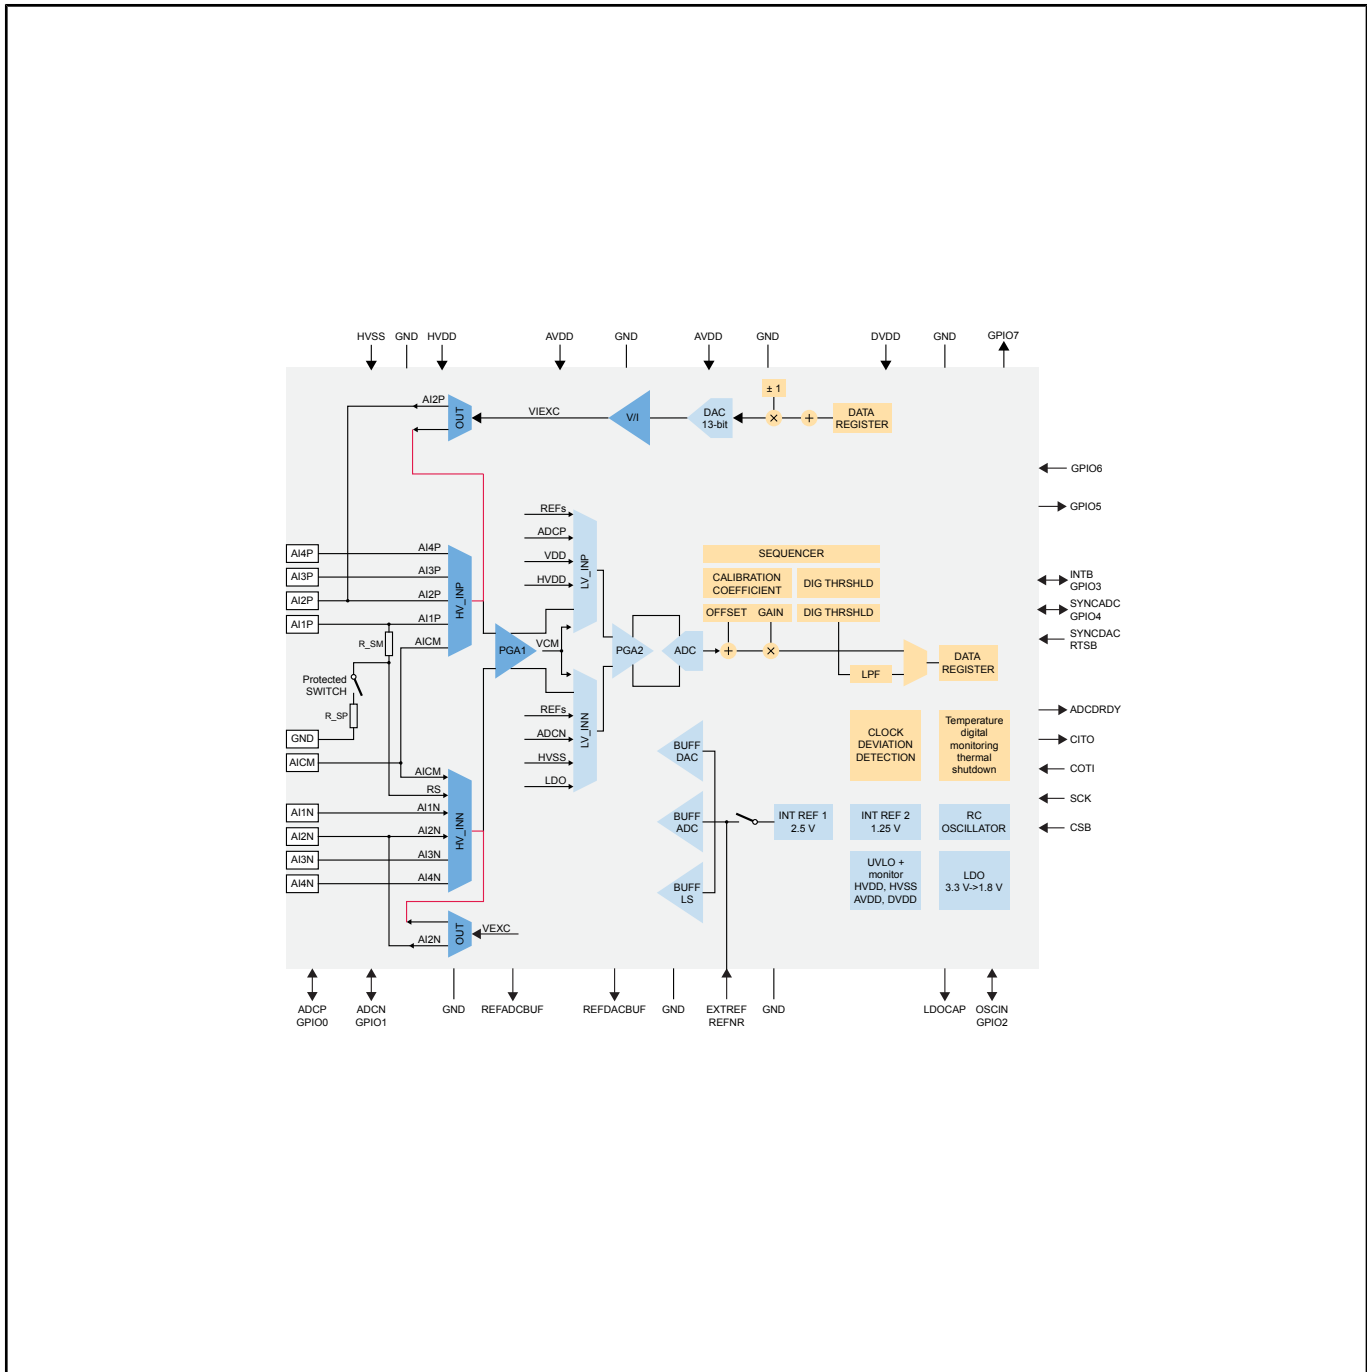 HVSS GND HVDD AVDD GND AVDD GND DVDD GND GPIO7
± 1
AI2P OUT VIEXC V/I DAC × + DATA
13-bit REGISTER
GPIO6
GPIO5
REFs
ADCP
VDD
HVDD
LV_INP
AI4P AI4P
AI3P AI3P
AI2P AI2P
AI1P AI1P
AICM
HV_INP
R_SM
Protected
SWITCH
R_SP
GND
AICM
PGA1
VCM
PGA2
ADC
SEQUENCER
CALIBRATION
COEFFICIENT
DIG THRSHLD
OFFSET GAIN DIG THRSHLD
+ ×
LPF
DATA
REGISTER
INTB
GPIO3
SYNCADC
GPIO4
SYNCDAC
RTSB
REFs
ADCN
HVSS
LDO
LV_INN
AICM
RS
AI1N AI1N
AI2N AI2N
AI3N AI3N
AI4N AI4N
HV_INN
AI2N OUT VEXC
BUFF
DAC
BUFF
ADC
BUFF
LS
CLOCK
DEVIATION
DETECTION
Temperature
digital
monitoring
thermal
shutdown
INT REF 1
2.5 V
INT REF 2
1.25 V
RC
OSCILLATOR
UVLO +
monitor
HVDD, HVSS
AVDD, DVDD
LDO
3.3 V->1.8 V
ADCDRDY
CITO
COTI
SCK
CSB
ADCP ADCN GND REFADCBUF REFDACBUF GND EXTREF GND LDOCAP OSCIN
GPIO0 GPIO1 REFNR GPIO2